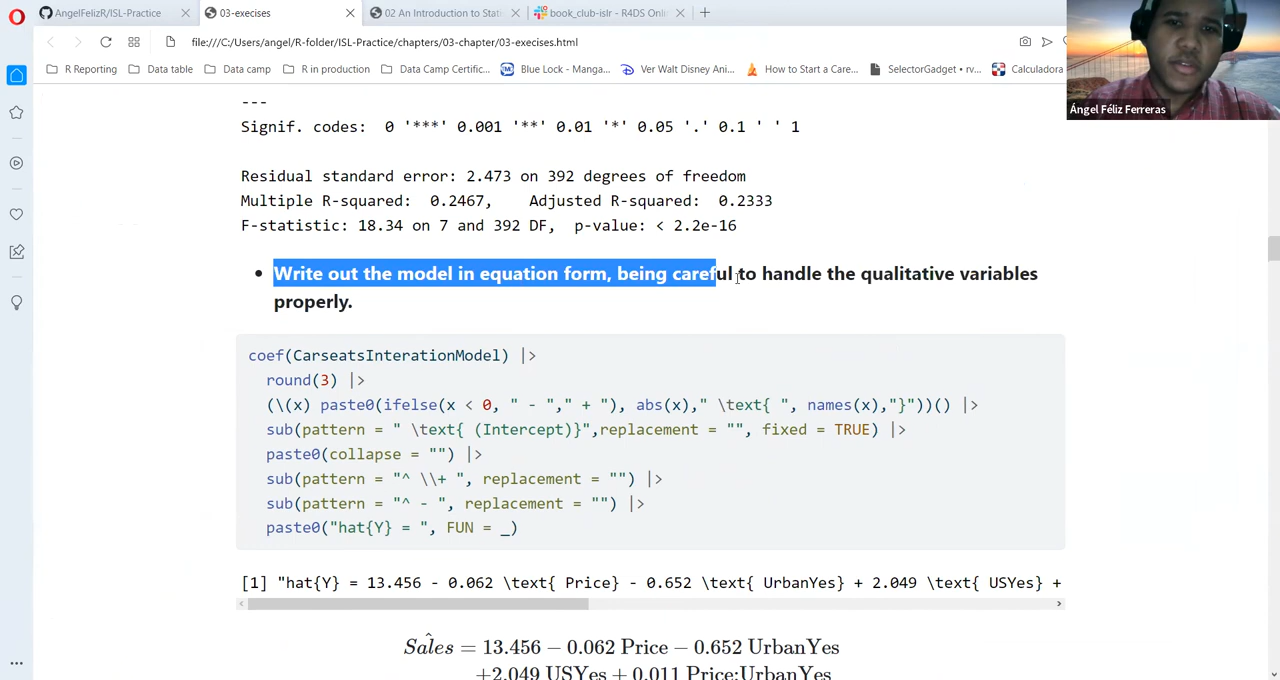 AngelFelizR/ISL-Practice
03-execises
02 An Introduction to Stat
book_club-islr - R4DS Onli
file:///C:/Users/angel/R-folder/ISL-Practice/chapters/03-chapter/03-execises.html
R Reporting
Data table
Data camp
R in production
Data Camp Certific...
Blue Lock - Manga...
Ver Walt Disney Ani...
How to Start a Care...
SelectorGadget • rv...
Calculadora
Ángel Féliz Ferreras
---
Signif. codes:  0 '***' 0.001 '**' 0.01 '*' 0.05 '.' 0.1 ' ' 1
Residual standard error: 2.473 on 392 degrees of freedom
Multiple R-squared:  0.2467,    Adjusted R-squared:  0.2333
F-statistic: 18.34 on 7 and 392 DF,  p-value: < 2.2e-16
• Write out the model in equation form, being careful to handle the qualitative variables
properly.
coef(CarseatsInterationModel) |>
round(3) |>
(\(x) paste0(ifelse(x < 0, " - "," + "), abs(x)," \text{ ", names(x),"}"))() |>
sub(pattern = " \text{ (Intercept)}",replacement = "", fixed = TRUE) |>
paste0(collapse = "") |>
sub(pattern = "^ \\+ ", replacement = "") |>
sub(pattern = "^ - ", replacement = "") |>
paste0("hat{Y} = ", FUN = _)
[1] "hat{Y} = 13.456 - 0.062 \text{ Price} - 0.652 \text{ UrbanYes} + 2.049 \text{ USYes} +
Salêes = 13.456 − 0.062 Price − 0.652 UrbanYes
+2.049 USYes + 0.011 Price:UrbanYes